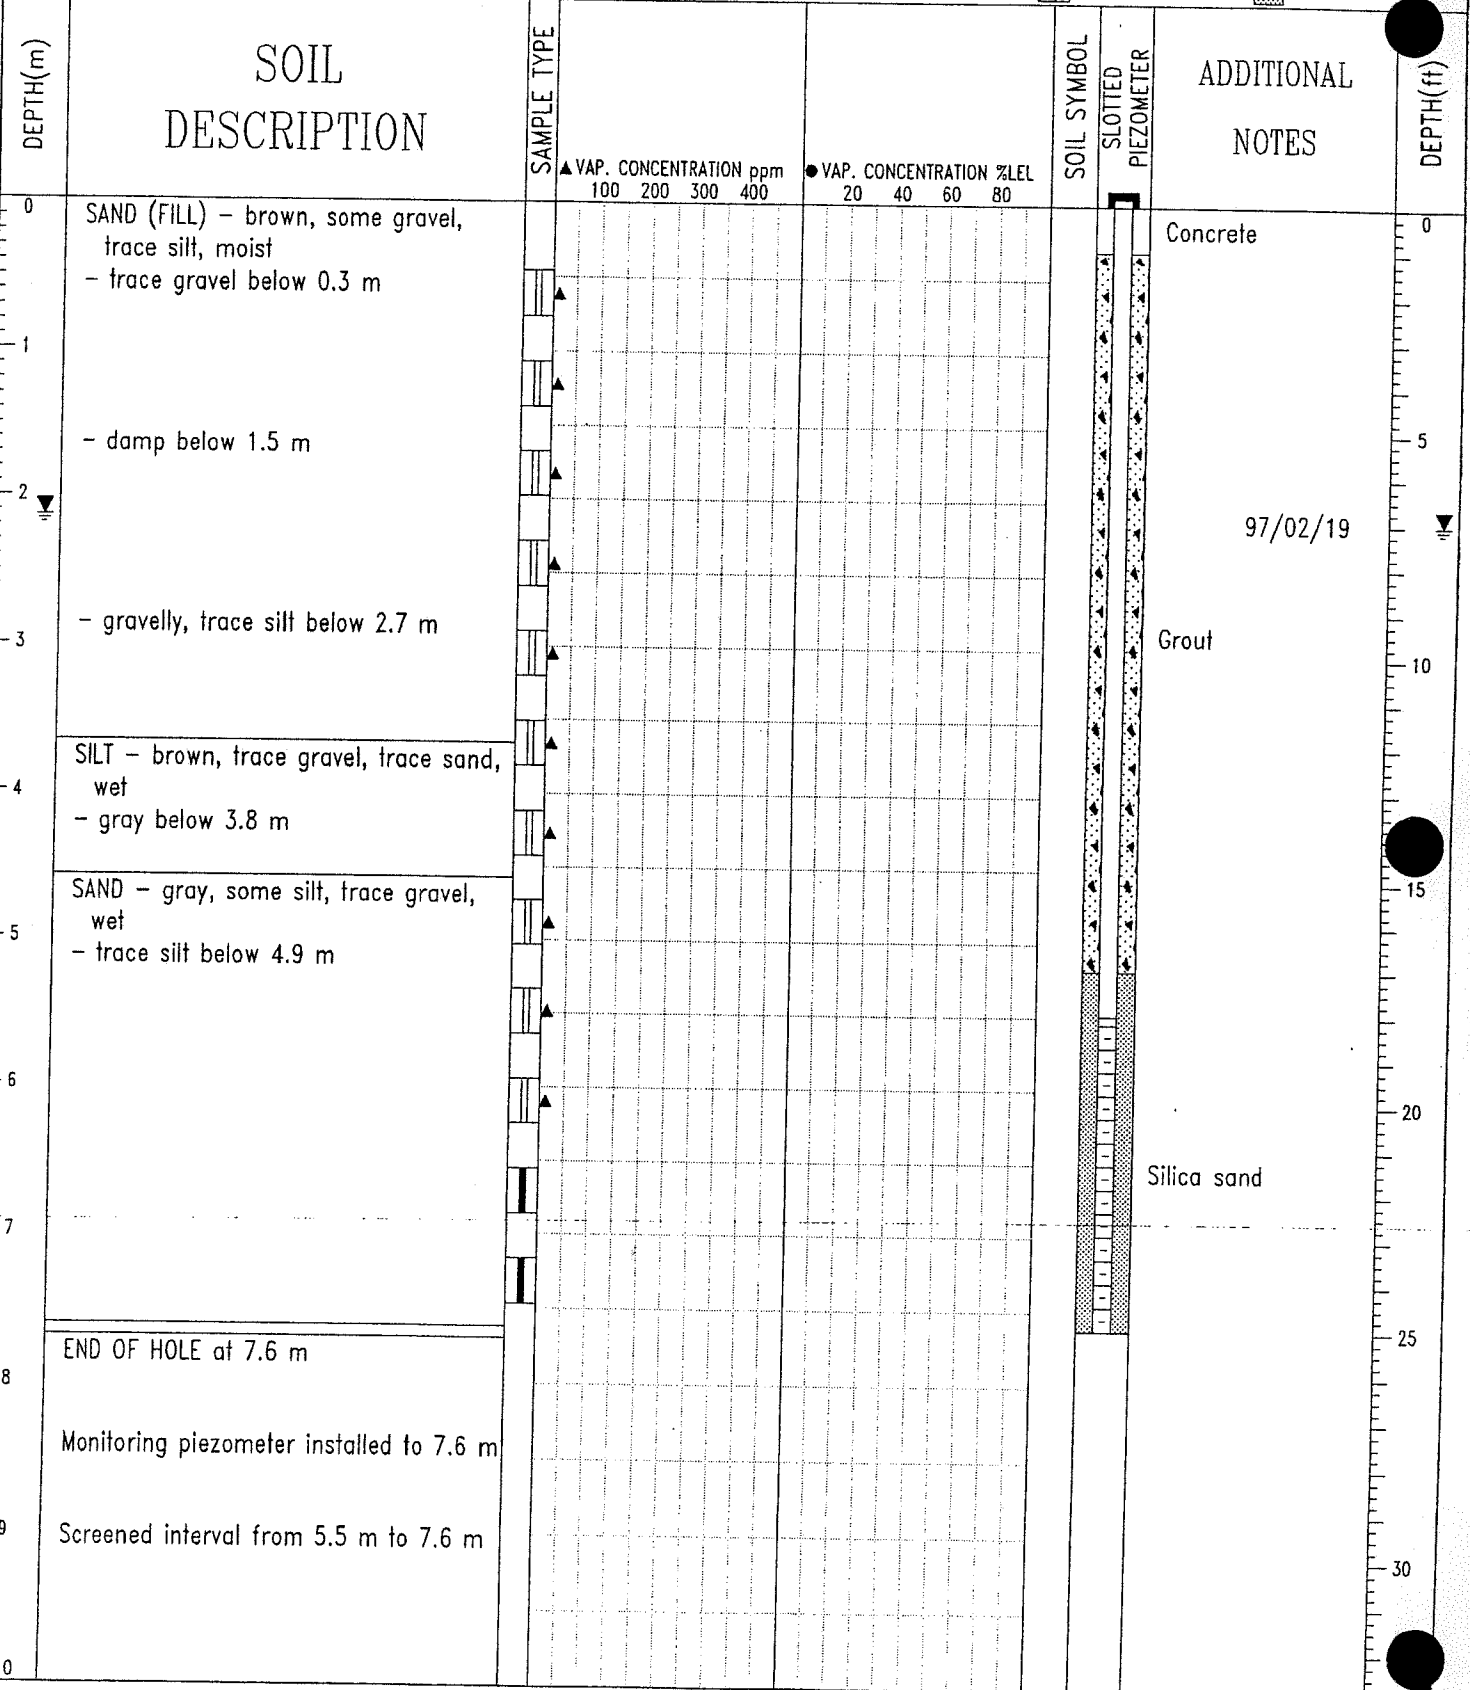 DEPTH(m)
SOIL
DESCRIPTION
SAMPLE TYPE
▲ VAP. CONCENTRATION ppm
100 200 300 400
● VAP. CONCENTRATION %LEL
20 40 60 80
SOIL SYMBOL
SLOTTED
PIEZOMETER
ADDITIONAL
NOTES
DEPTH(ft)
0
SAND (FILL) – brown, some gravel,
trace silt, moist
– trace gravel below 0.3 m
1
– damp below 1.5 m
2
– gravelly, trace silt below 2.7 m
3
SILT – brown, trace gravel, trace sand,
wet
– gray below 3.8 m
4
SAND – gray, some silt, trace gravel,
wet
– trace silt below 4.9 m
5
6
7
END OF HOLE at 7.6 m
8
Monitoring piezometer installed to 7.6 m
Screened interval from 5.5 m to 7.6 m
9
0
Concrete
97/02/19
Grout
Silica sand
0
5
10
15
20
25
30